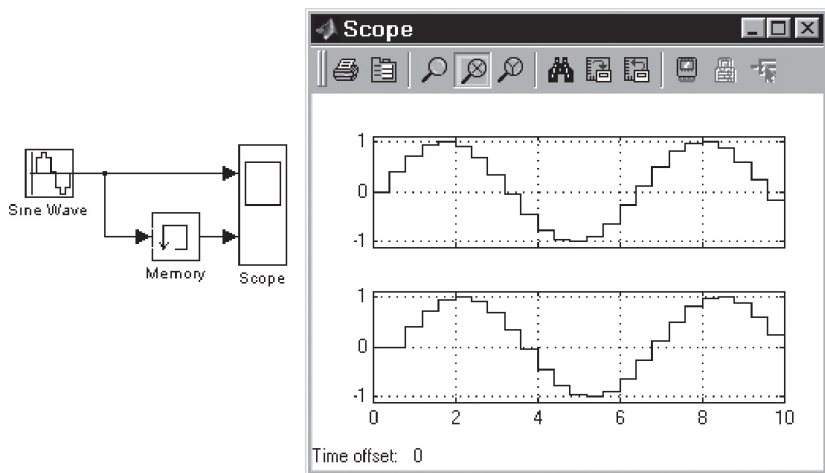 Sine Wave
Memory
Scope
Scope
1
0
-1
1
0
-1
0 2 4 6 8 10
Time offset: 0